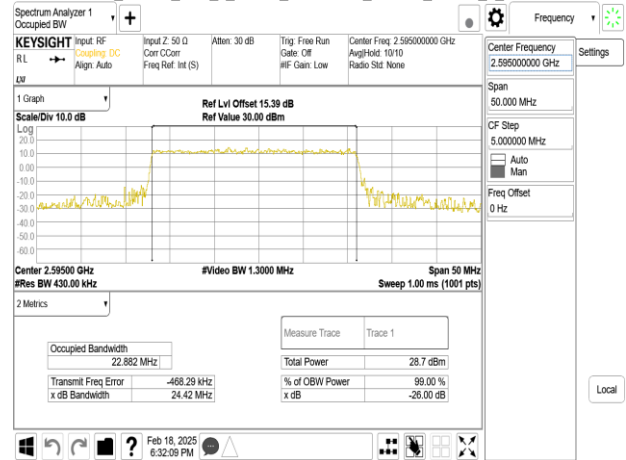 Spectrum Analyzer 1
Occupied BW
Frequency
KEYSIGHT
Input: RF
Coupling: DC
Align: Auto
Input Z: 50 Ω
Corr CCorr
Freq Ref: Int (S)
Atten: 30 dB
Trig: Free Run
Gate: Off
#IF Gain: Low
Center Freq: 2.595000000 GHz
Avg|Hold: 10/10
Radio Std: None
RL
LXI
Center Frequency
2.595000000 GHz
Settings
Span
50.000 MHz
CF Step
5.000000 MHz
Auto
Man
Freq Offset
0 Hz
1 Graph
Scale/Div 10.0 dB
Ref Lvl Offset 15.39 dB
Ref Value 30.00 dBm
Log
20.0
10.0
0.00
-10.0
-20.0
-30.0
-40.0
-50.0
-60.0
Center 2.59500 GHz
#Video BW 1.3000 MHz
Span 50 MHz
#Res BW 430.00 kHz
Sweep 1.00 ms (1001 pts)
2 Metrics
Measure Trace Trace 1
Occupied Bandwidth
22.882 MHz
Total Power 28.7 dBm
Transmit Freq Error -468.29 kHz
% of OBW Power 99.00 %
x dB Bandwidth 24.42 MHz
x dB -26.00 dB
Local
Feb 18, 2025
6:32:09 PM